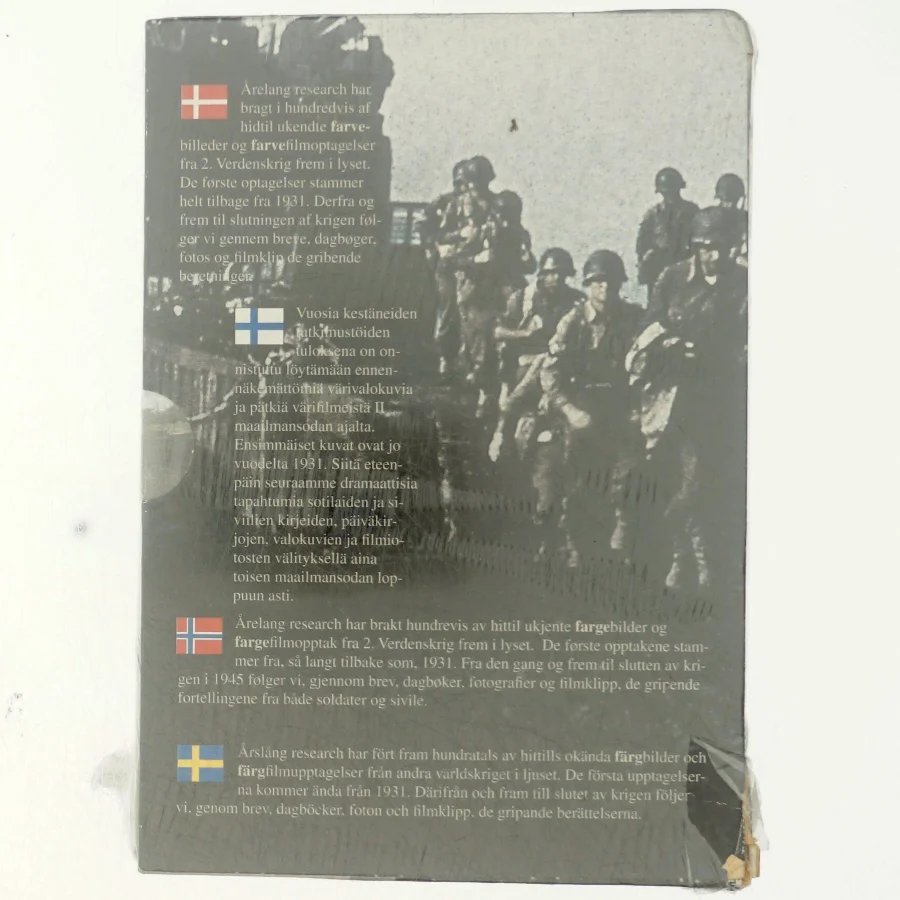 Årelang research har
bragt i hundredvis af
hidtil ukendte farve-
billeder og farvefilmoptagelser
fra 2. Verdenskrig frem i lyset.
De første optagelser stammer
helt tilbage fra 1931. Derfra og
frem til slutningen af krigen føl-
ger vi gennem breve, dagbøger,
fotos og filmklip de gribende
beretninger.
Vuosia kestäneiden
tutkimustöiden
tuloksena on on-
nistuttu löytämään ennen-
näkemättömiä värivalokuvia
ja pätkiä värifilmeistä II
maailmansodan ajalta.
Ensimmäiset kuvat ovat jo
vuodelta 1931. Siitä eteen-
päin seuraamme dramaattisia
tapahtumia sotilaiden ja si-
viilien kirjeiden, päiväkir-
jojen, valokuvien ja filmio-
tosten välityksellä aina
toisen maailmansodan lop-
puun asti.
Årelang research har brakt hundrevis av hittil ukjente fargebilder og
fargefilmopptak fra 2. Verdenskrig frem i lyset. De første opptakene stam-
mer fra, så langt tilbake som, 1931. Fra den gang og frem til slutten av kri-
gen i 1945 følger vi, gjennom brev, dagbøker, fotografier og filmklipp, de gripende
fortellingene fra både soldater og sivile.
Årslång research har fört fram hundratals av hittills okända färgbilder och
färgfilmupptagelser från andra världskriget i ljuset. De första upptagelser-
na kommer ända från 1931. Därifrån och fram till slutet av krigen följer
vi, genom brev, dagböcker, foton och filmklipp, de gripande berättelserna.